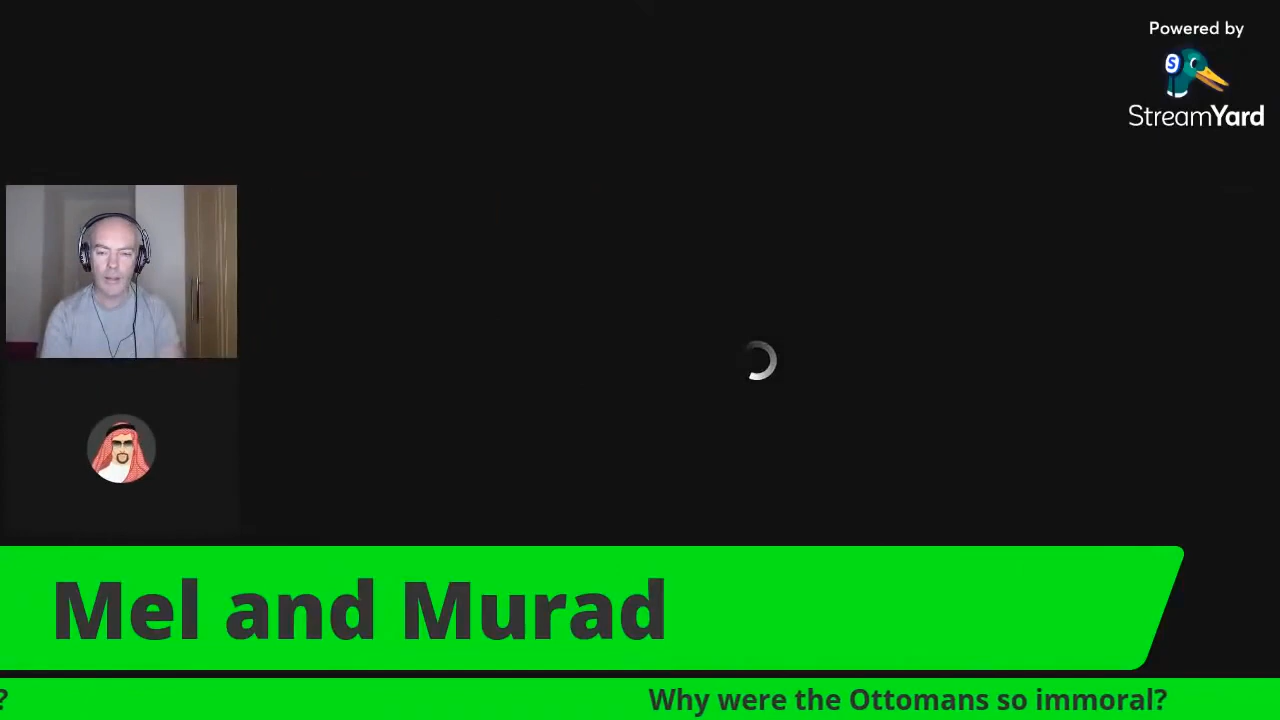 Powered by
S
StreamYard
Mel and Murad
? Why were the Ottomans so immoral?